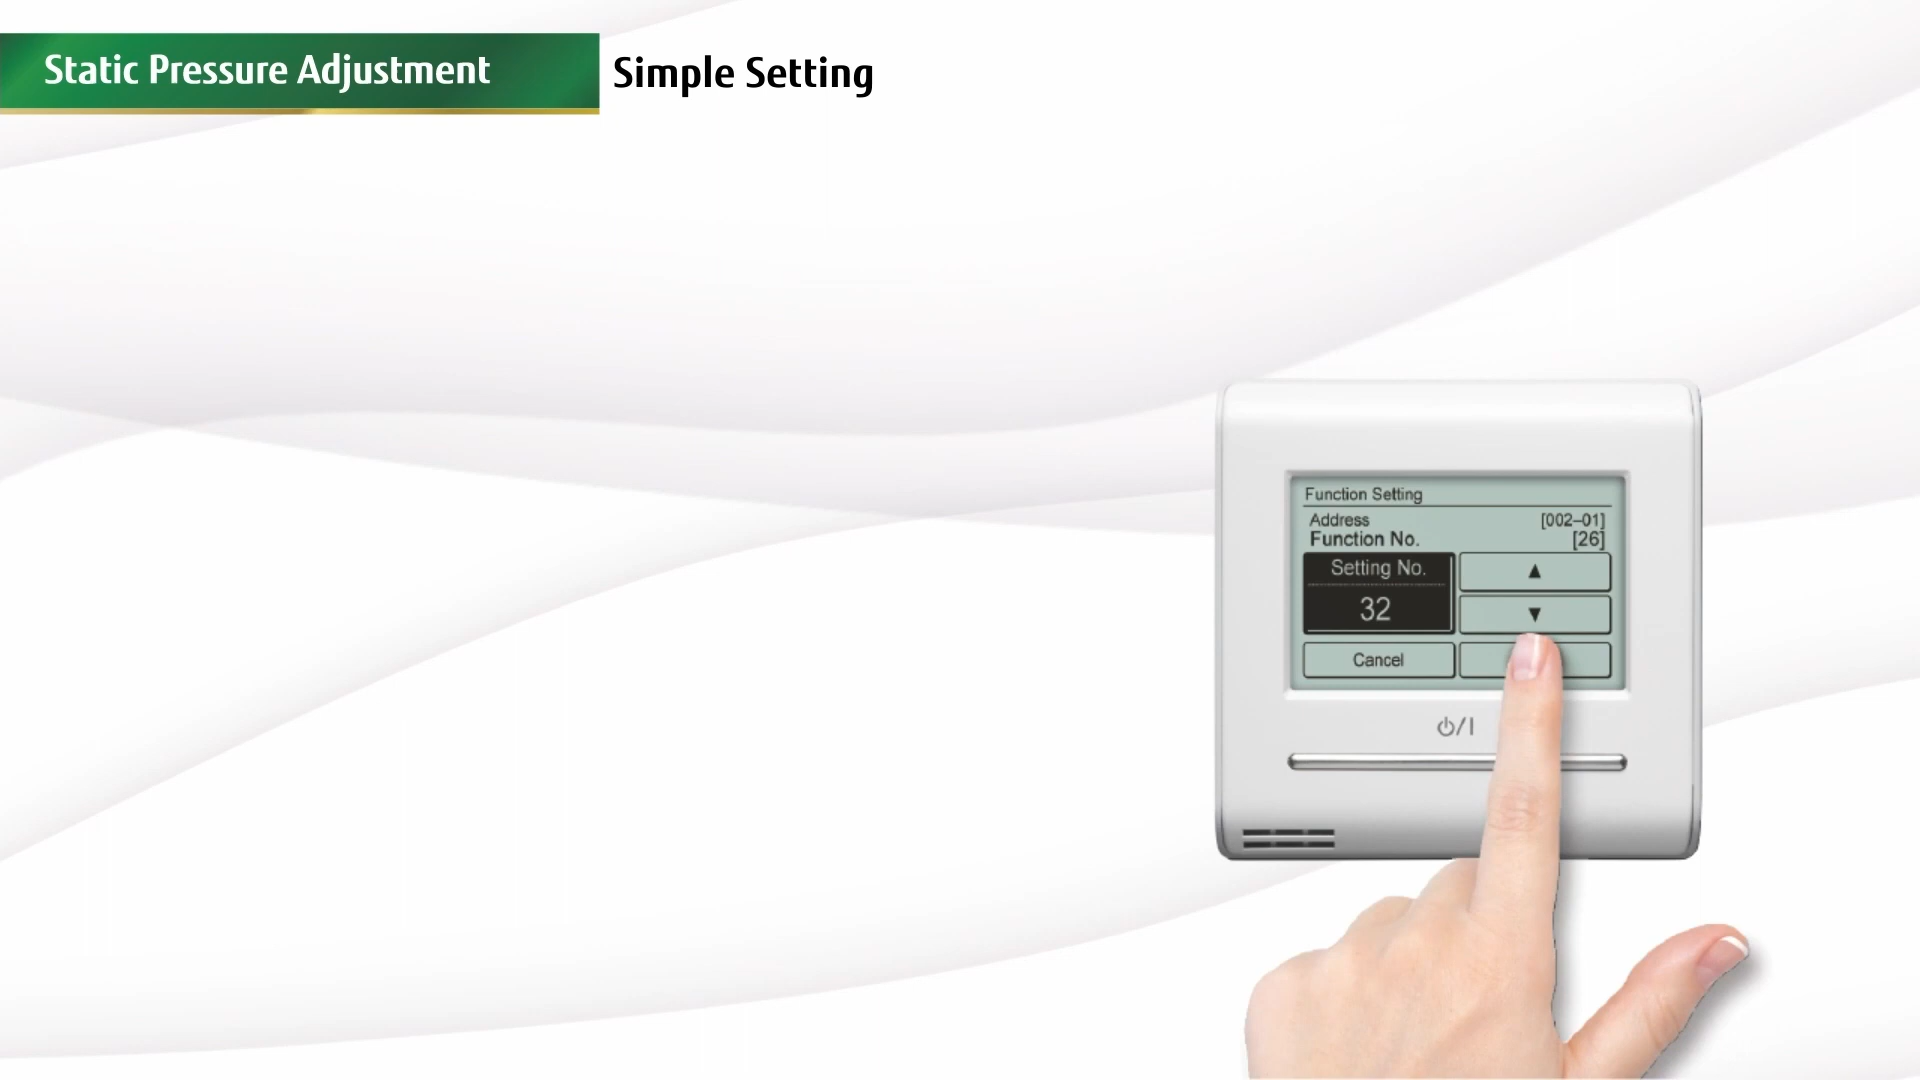 Static Pressure Adjustment
Simple Setting
Function Setting
Address [002–01]
Function No. [26]
Setting No. ▲
32 ▼
Cancel
⏻/I